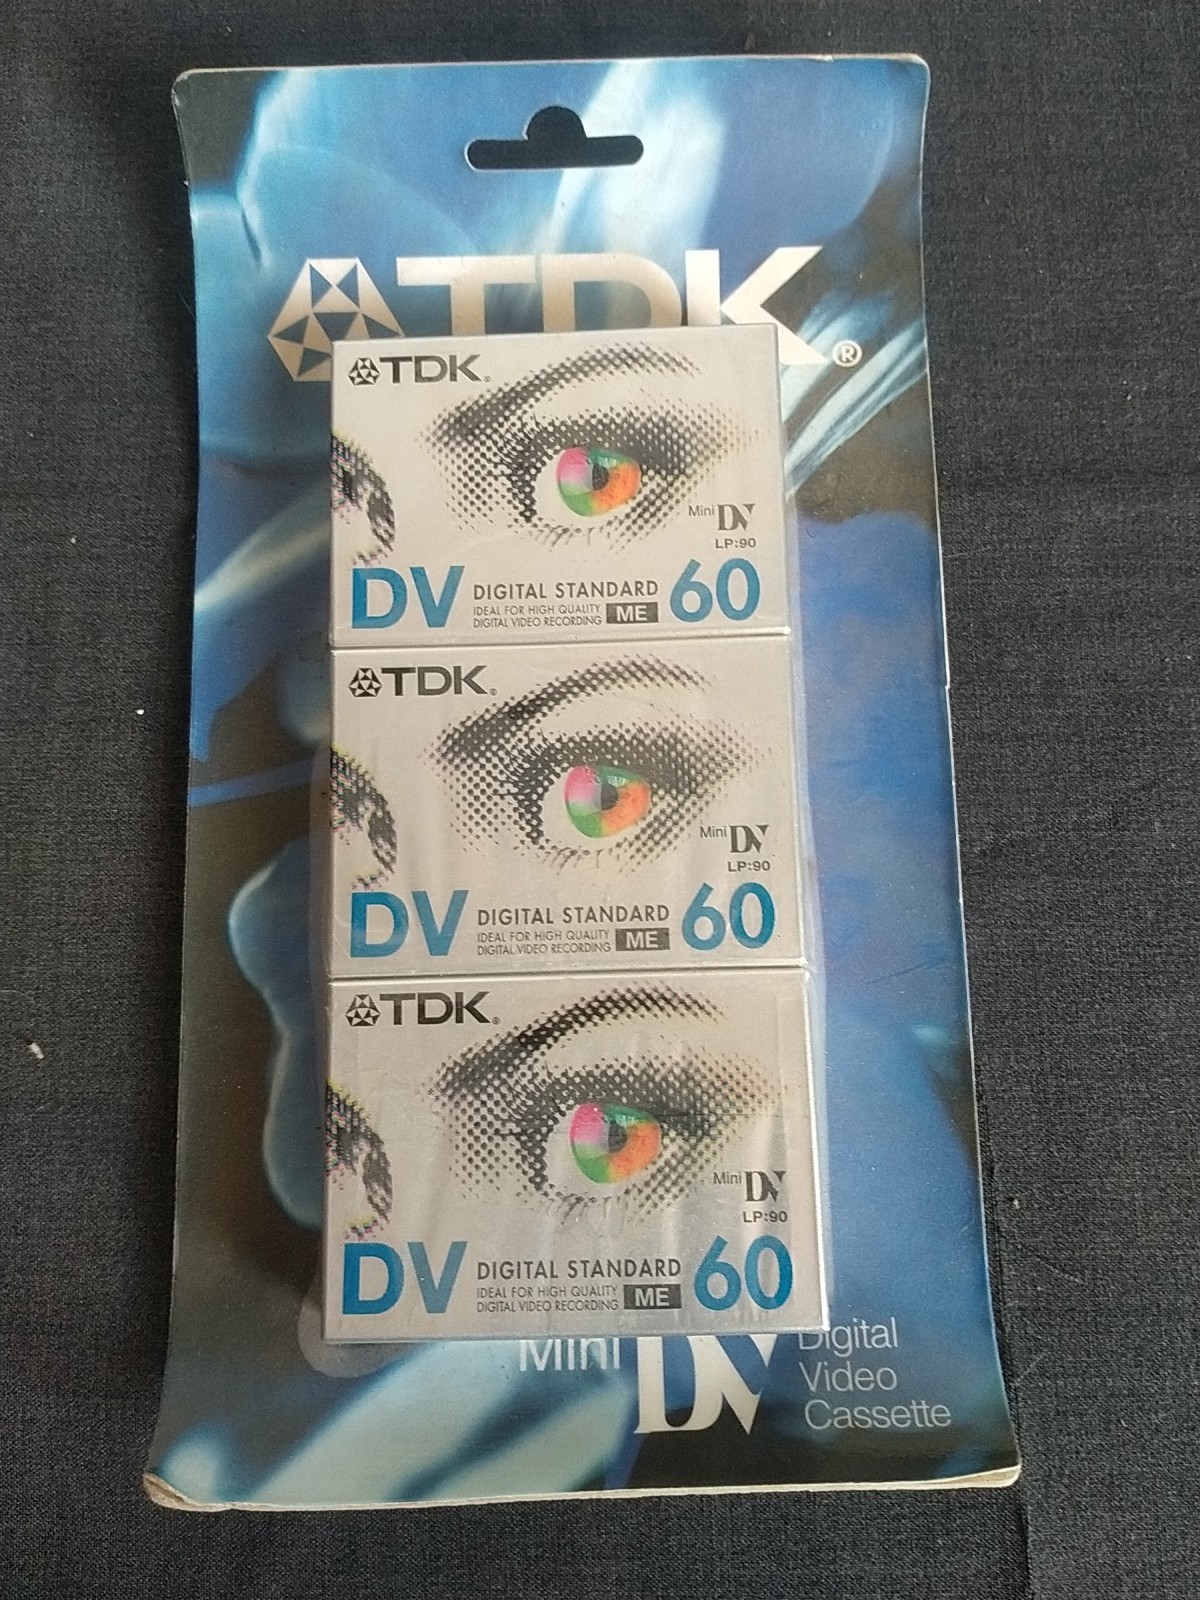 TDK®
TDK®
Mini DV
LP:90
DV DIGITAL STANDARD 60
IDEAL FOR HIGH QUALITY
DIGITAL VIDEO RECORDING ME
TDK®
Mini DV
LP:90
DV DIGITAL STANDARD 60
IDEAL FOR HIGH QUALITY
DIGITAL VIDEO RECORDING ME
TDK®
Mini DV
LP:90
DV DIGITAL STANDARD 60
IDEAL FOR HIGH QUALITY
DIGITAL VIDEO RECORDING ME
Mini DV Digital
Video
Cassette